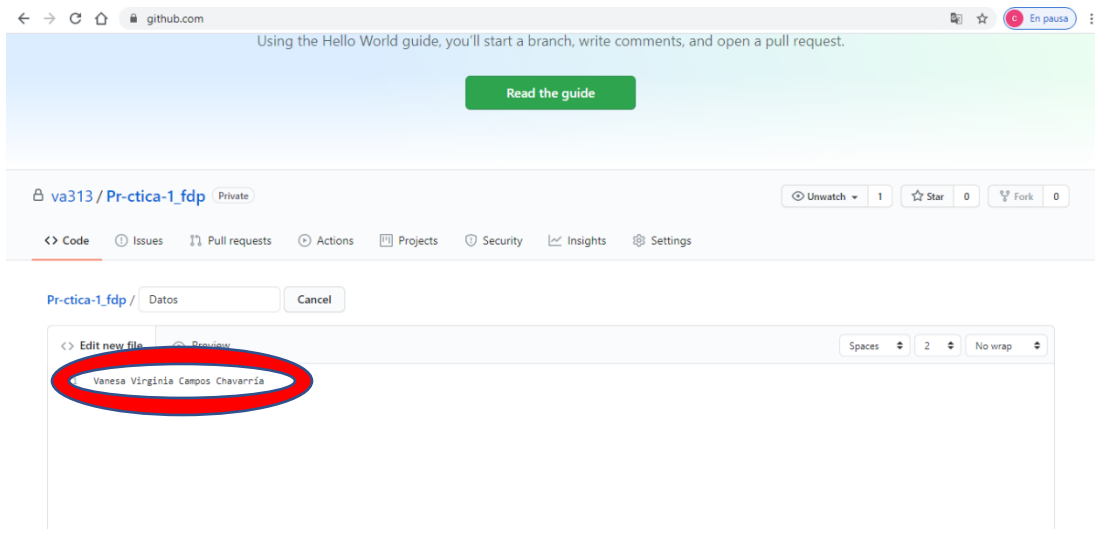 github.com
En pausa
Using the Hello World guide, you'll start a branch, write comments, and open a pull request.
Read the guide
va313 / Pr-ctica-1_fdp Private
Unwatch 1 Star 0 Fork 0
<> Code Issues Pull requests Actions Projects Security Insights Settings
Pr-ctica-1_fdp / Datos Cancel
<> Edit new file Preview Spaces 2 No wrap
1 Vanesa Virginia Campos Chavarría